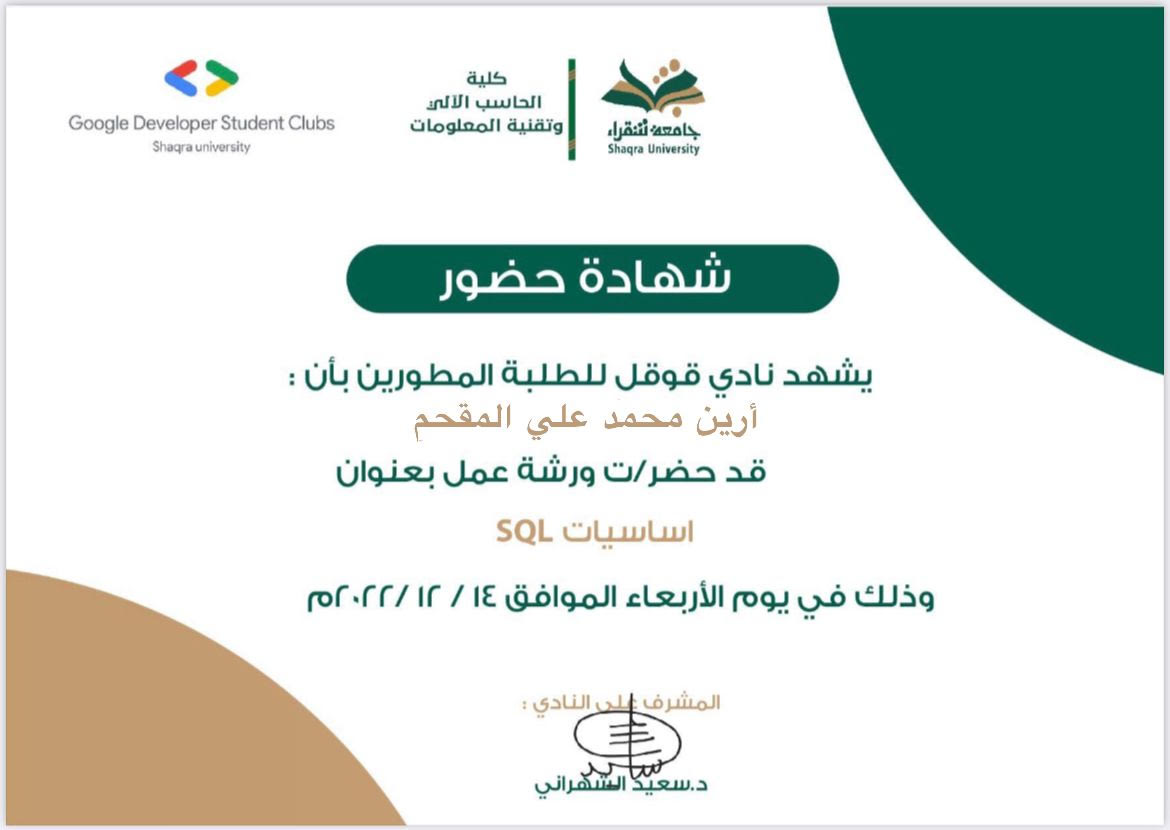 جامعة شقراء
Shaqra University
كلية
الحاسب الآلي
وتقنية المعلومات
Google Developer Student Clubs
Shaqra university
شهادة حضور
يشهد نادي قوقل للطلبة المطورين بأن :
أرين محمد علي المقحم
قد حضر/ت ورشة عمل بعنوان
اساسيات SQL
وذلك في يوم الأربعاء الموافق ١٤ / ١٢ /٢٠٢٢م
المشرف على النادي :
د.سعيد الشهراني